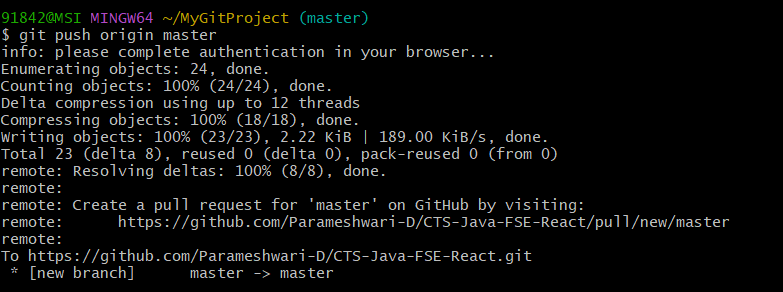 91842@MSI MINGW64 ~/MyGitProject (master)
$ git push origin master
info: please complete authentication in your browser...
Enumerating objects: 24, done.
Counting objects: 100% (24/24), done.
Delta compression using up to 12 threads
Compressing objects: 100% (18/18), done.
Writing objects: 100% (23/23), 2.22 KiB | 189.00 KiB/s, done.
Total 23 (delta 8), reused 0 (delta 0), pack-reused 0 (from 0)
remote: Resolving deltas: 100% (8/8), done.
remote:
remote: Create a pull request for 'master' on GitHub by visiting:
remote:      https://github.com/Parameshwari-D/CTS-Java-FSE-React/pull/new/master
remote:
To https://github.com/Parameshwari-D/CTS-Java-FSE-React.git
 * [new branch]      master -> master